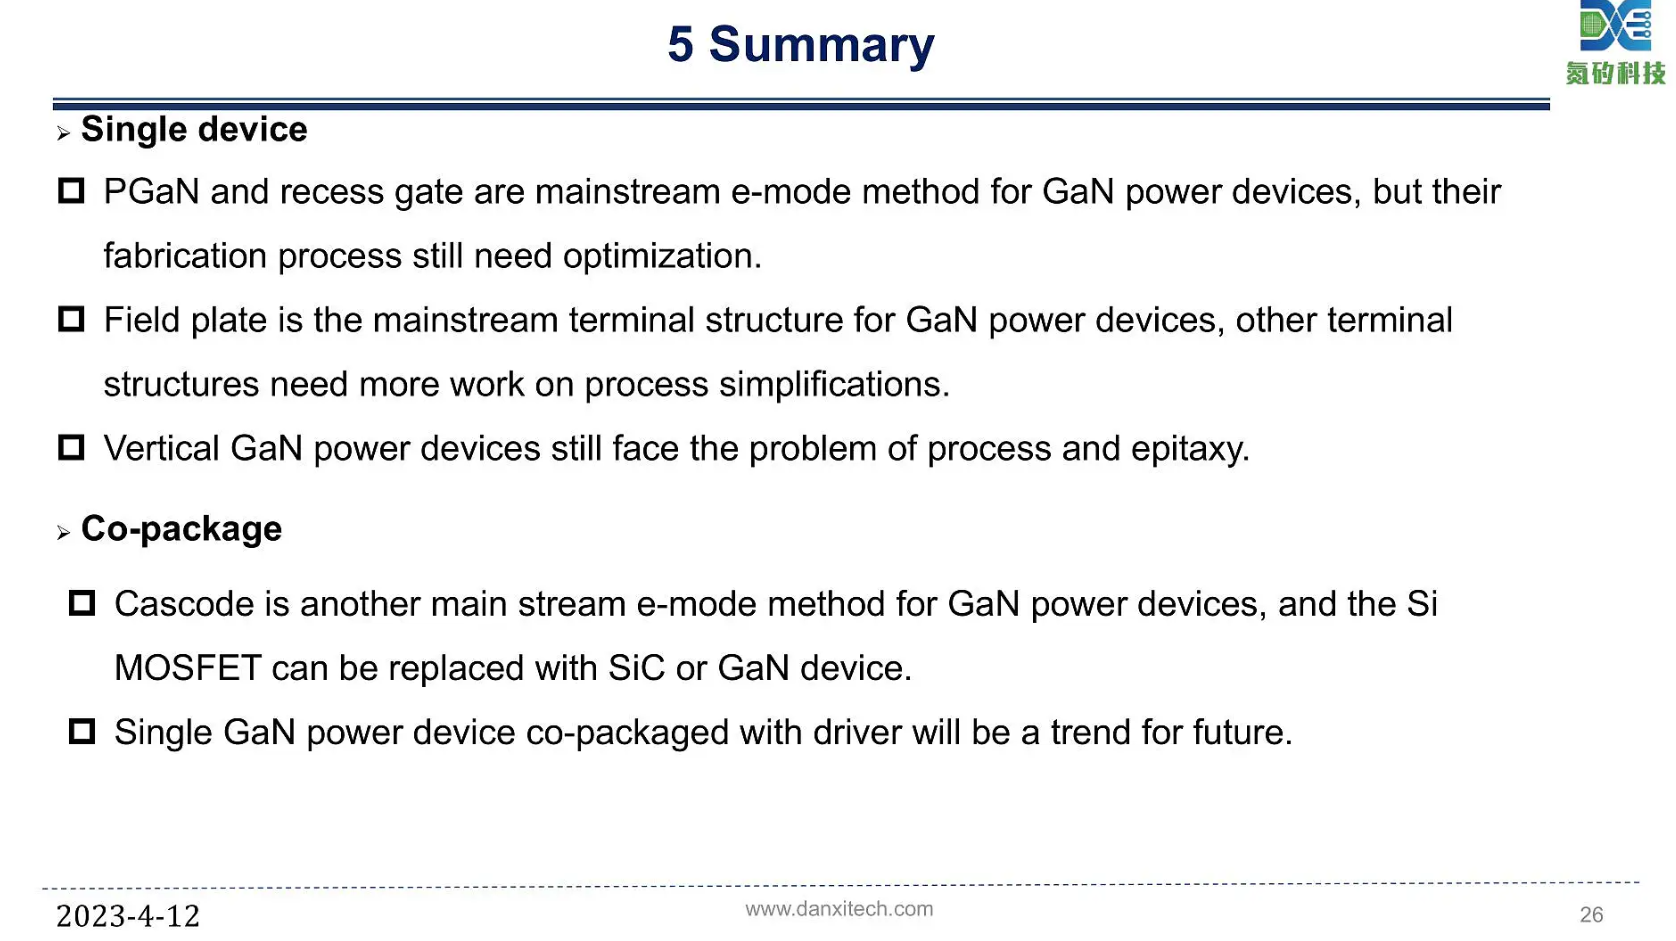 5 Summary
氮矽科技
Single device
PGaN and recess gate are mainstream e-mode method for GaN power devices, but their
fabrication process still need optimization.
Field plate is the mainstream terminal structure for GaN power devices, other terminal
structures need more work on process simplifications.
Vertical GaN power devices still face the problem of process and epitaxy.
Co-package
Cascode is another main stream e-mode method for GaN power devices, and the Si
MOSFET can be replaced with SiC or GaN device.
Single GaN power device co-packaged with driver will be a trend for future.
2023-4-12
www.danxitech.com
26